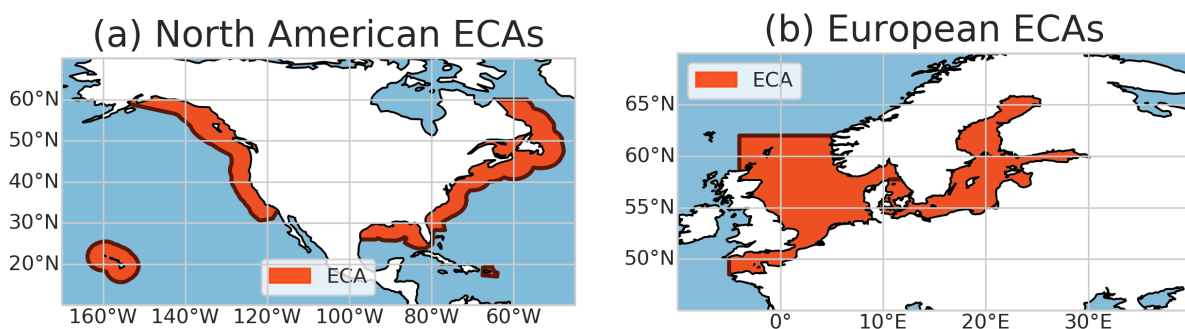 (a) North American ECAs
60°N
50°N
40°N
30°N
20°N
ECA
160°W 140°W 120°W 100°W 80°W 60°W
(b) European ECAs
ECA
65°N
60°N
55°N
50°N
0° 10°E 20°E 30°E